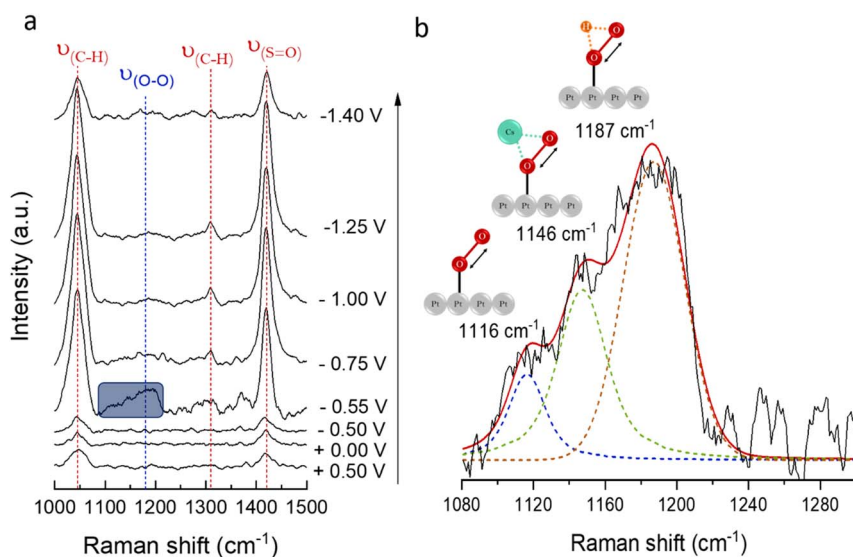 a
υ(C-H)
υ(O-O)
υ(C-H)
υ(S=O)
-1.40 V
-1.25 V
-1.00 V
-0.75 V
- 0.55 V
- 0.50 V
+ 0.00 V
+ 0.50 V
Intensity (a.u.)
1000 1100 1200 1300 1400 1500
Raman shift (cm-1)
b
H O
O
Pt Pt Pt Pt
1187 cm-1
Cs O
O
Pt Pt Pt Pt
1146 cm-1
O
O
Pt Pt Pt Pt
1116 cm-1
1080 1120 1160 1200 1240 1280
Raman shift (cm-1)